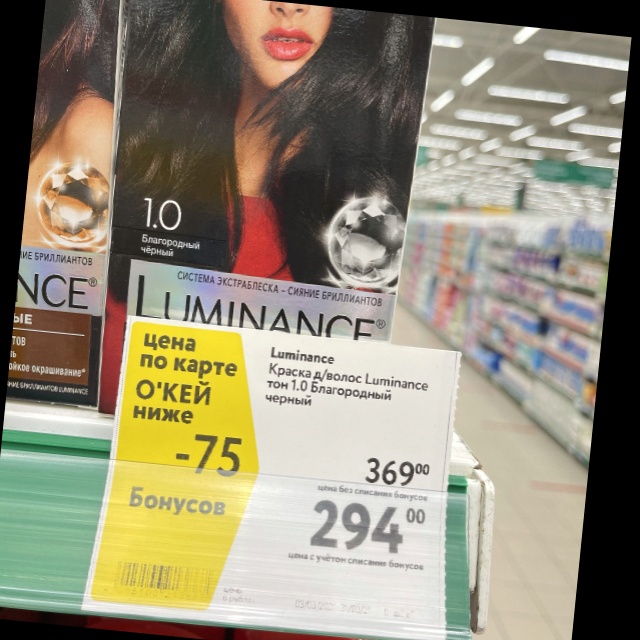 1.0
Благородный
чёрный
СИСТЕМА ЭКСТРАБЛЕСКА - СИЯНИЕ БРИЛЛИАНТОВ
LUMINANCE®
БРИЛЛИАНТОВ
NCE®
цена
по карте
О'КЕЙ
ниже
-75
Бонусов
Luminance
Краска д/волос Luminance
тон 1.0 Благородный
черный
369 00
цена без списания бонусов
294 00
цена с учётом списания бонусов